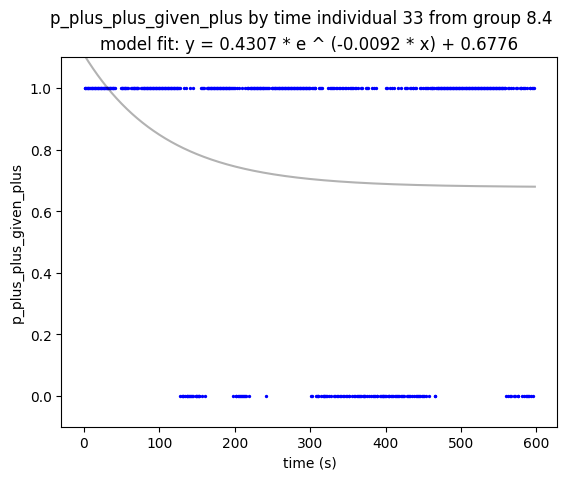 p_plus_plus_given_plus by time individual 33 from group 8.4
model fit: y = 0.4307 * e ^ (-0.0092 * x) + 0.6776
1.0
0.8
0.6
0.4
0.2
0.0
p_plus_plus_given_plus
0 100 200 300 400 500 600
time (s)